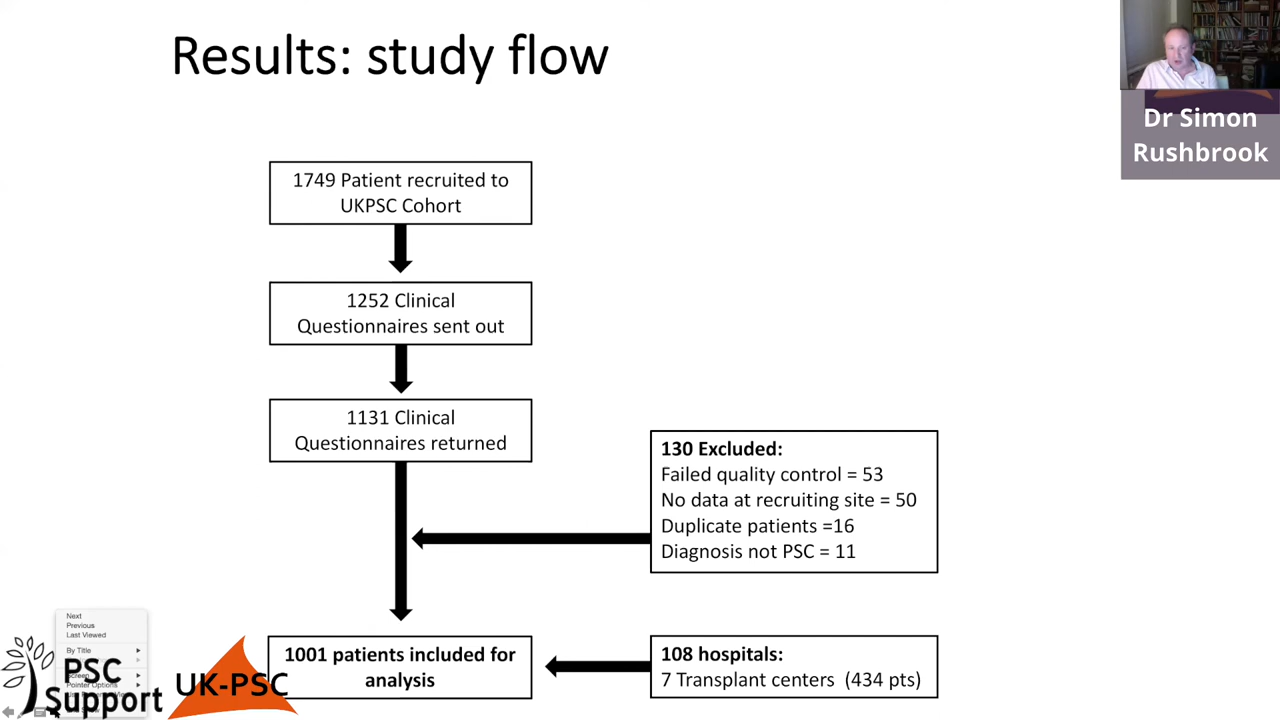 Results: study flow
Dr Simon
Rushbrook
1749 Patient recruited to
UKPSC Cohort
1252 Clinical
Questionnaires sent out
1131 Clinical
Questionnaires returned
130 Excluded:
Failed quality control = 53
No data at recruiting site = 50
Duplicate patients =16
Diagnosis not PSC = 11
1001 patients included for
analysis
108 hospitals:
7 Transplant centers (434 pts)
Next
Previous
Last Viewed
By Title
Screen
Pointer Options
PSC
Support
UK-PSC